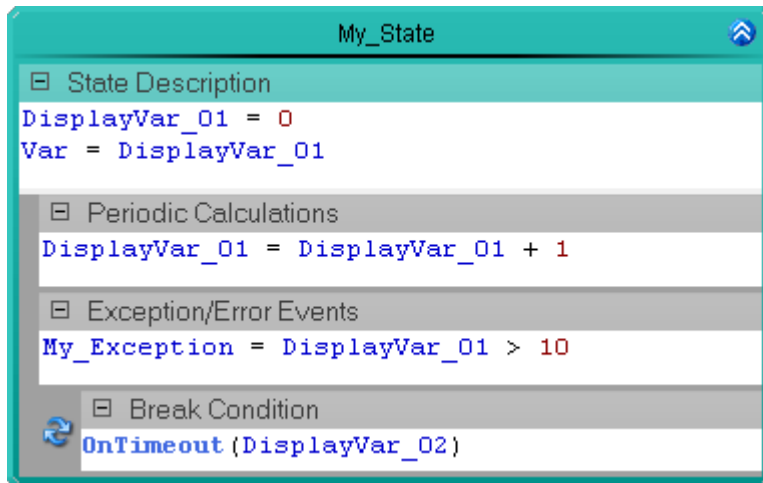 My_State
State Description
DisplayVar_01 = 0
Var = DisplayVar_01
Periodic Calculations
DisplayVar_01 = DisplayVar_01 + 1
Exception/Error Events
My_Exception = DisplayVar_01 > 10
Break Condition
OnTimeout(DisplayVar_02)